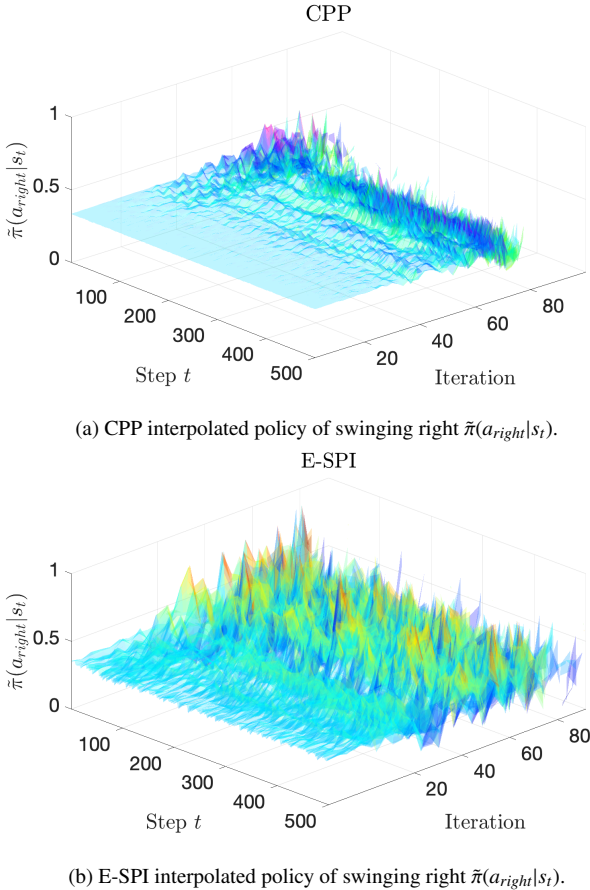 CPP
1
0.5
0
π̃(a_right|s_t)
100
200
300
400
500
Step t
20
40
60
80
Iteration
(a) CPP interpolated policy of swinging right π̃(a_right|s_t).
E-SPI
1
0.5
0
π̃(a_right|s_t)
100
200
300
400
500
Step t
20
40
60
80
Iteration
(b) E-SPI interpolated policy of swinging right π̃(a_right|s_t).